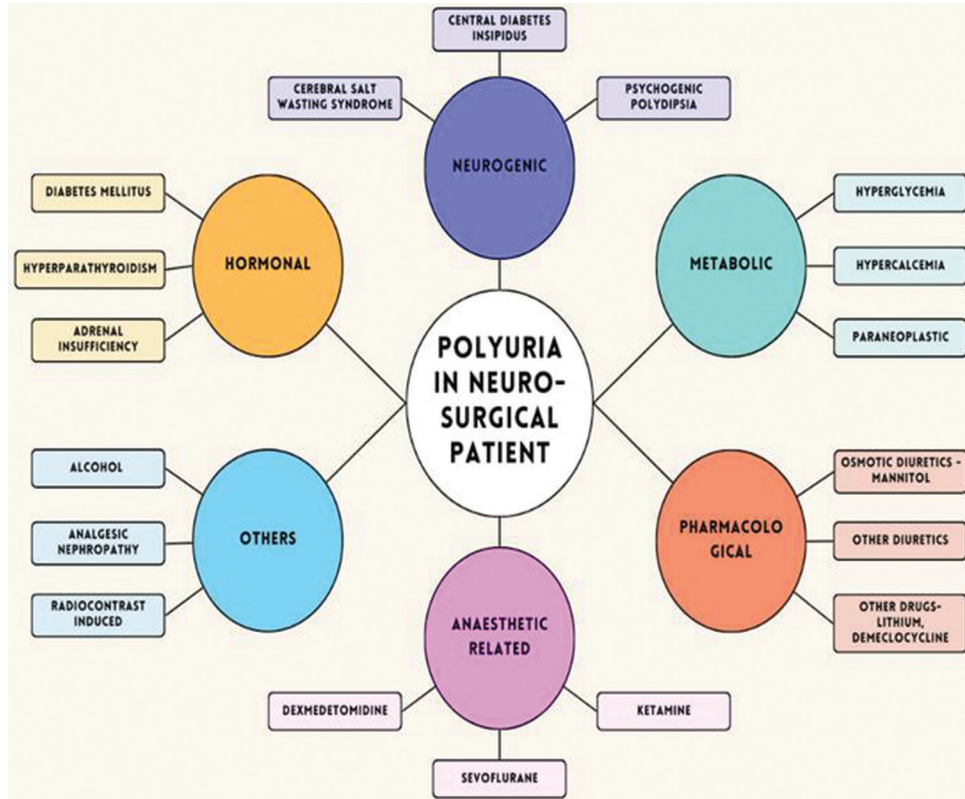 CENTRAL DIABETES
INSIPIDUS
CEREBRAL SALT
WASTING SYNDROME
PSYCHOGENIC
POLYDIPSIA
NEUROGENIC
DIABETES MELLITUS
HYPERPARATHYROIDISM
ADRENAL
INSUFFICIENCY
HORMONAL
METABOLIC
HYPERGLYCEMIA
HYPERCALCEMIA
PARANEOPLASTIC
POLYURIA
IN NEURO-
SURGICAL
PATIENT
ALCOHOL
ANALGESIC
NEPHROPATHY
RADIOCONTRAST
INDUCED
OTHERS
PHARMACOLO
GICAL
OSMOTIC DIURETICS -
MANNITOL
OTHER DIURETICS
OTHER DRUGS-
LITHIUM,
DEMECLOCYCLINE
ANAESTHETIC
RELATED
DEXMEDETOMIDINE
KETAMINE
SEVOFLURANE